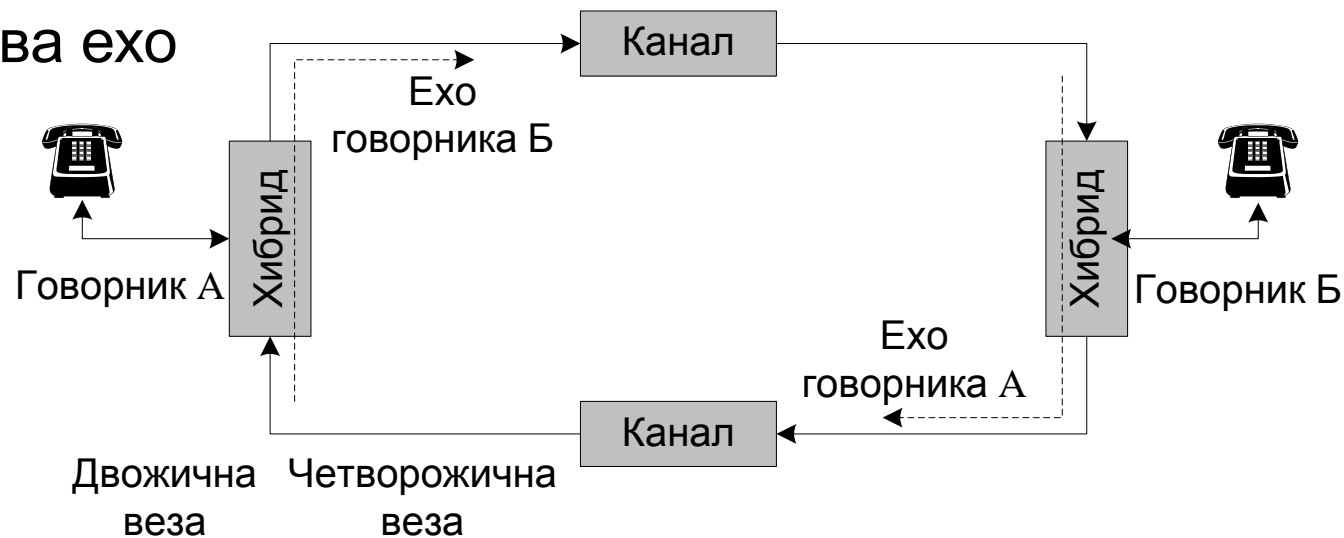 ва ехо
Канал
Ехо
говорника Б
Хибрид
Хибрид
Говорник А
Говорник Б
Ехо
говорника А
Канал
Двожична
веза
Четворожична
веза